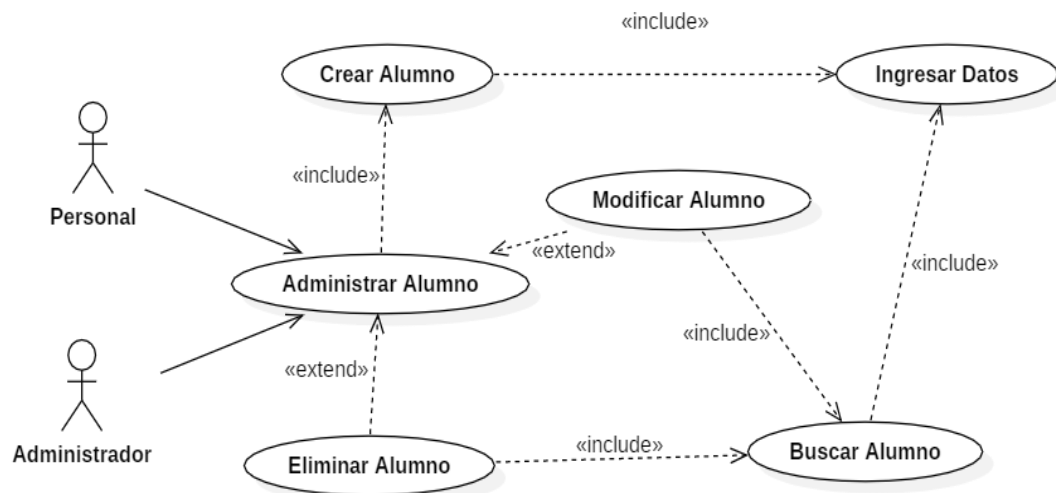 «include»
Crear Alumno
Ingresar Datos
«include»
Modificar Alumno
Personal
«extend»
«include»
Administrar Alumno
«include»
«extend»
Administrador
«include»
Eliminar Alumno
Buscar Alumno